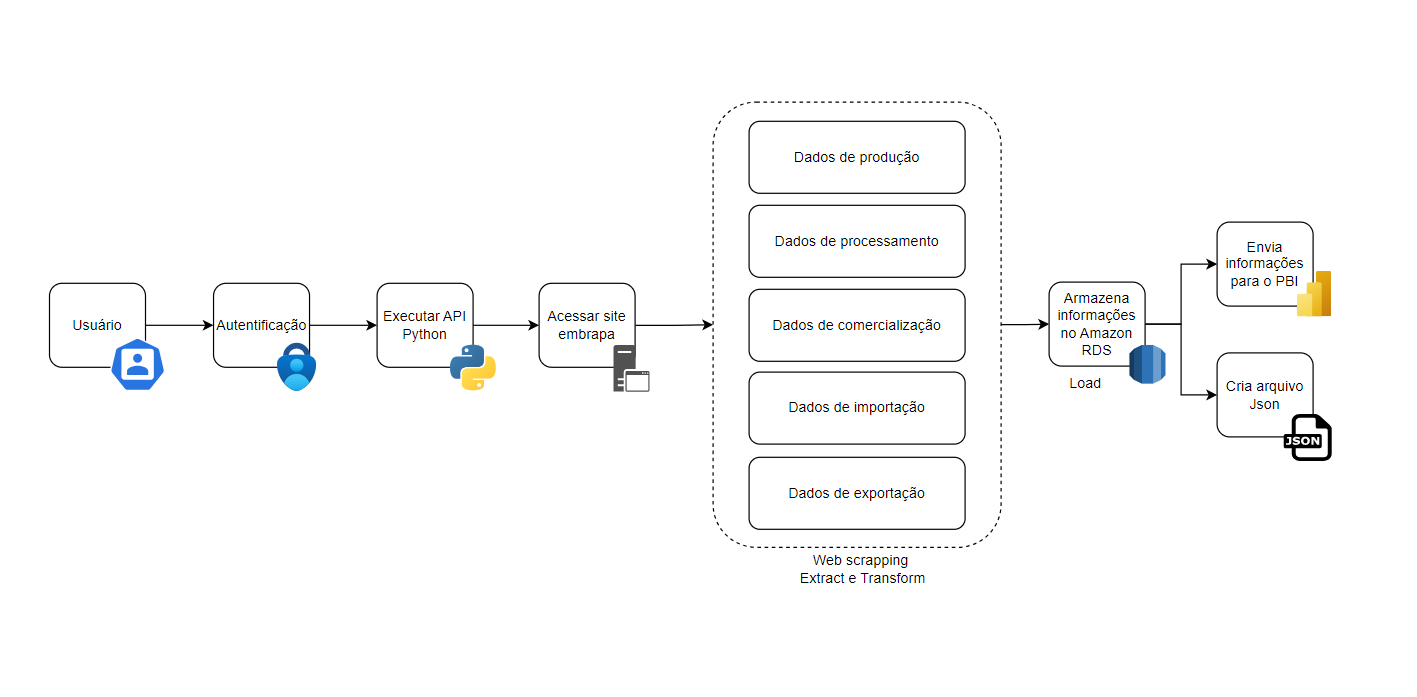 Usuário
Autentificação
Executar API
Python
Acessar site
embrapa
Dados de produção
Dados de processamento
Dados de comercialização
Dados de importação
Dados de exportação
Web scrapping
Extract e Transform
Armazena
informações
no Amazon
RDS
Load
Envia
informações
para o PBI
Cria arquivo
Json
JSON